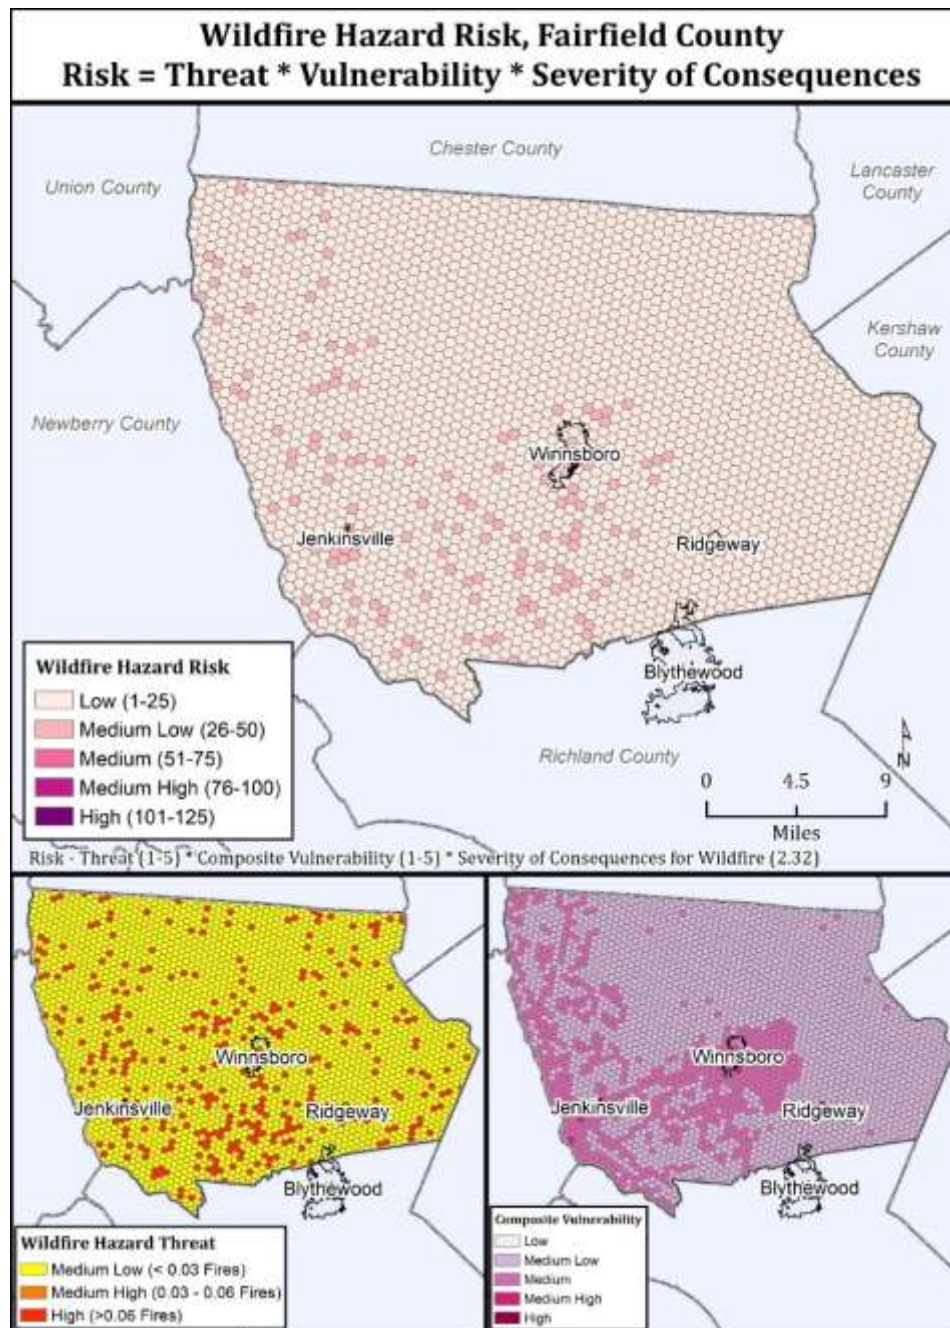 Wildfire Hazard Risk, Fairfield County
Risk = Threat * Vulnerability * Severity of Consequences
Chester County
Union County
Lancaster
County
Kershaw
County
Newberry County
Winnsboro
Jenkinsville
Ridgeway
Blythewood
Richland County
Wildfire Hazard Risk
Low (1-25)
Medium Low (26-50)
Medium (51-75)
Medium High (76-100)
High (101-125)
N
0 4.5 9
Miles
Risk - Threat (1-5) * Composite Vulnerability (1-5) * Severity of Consequences for Wildfire (2.32)
Winnsboro
Jenkinsville
Ridgeway
Blythewood
Wildfire Hazard Threat
Medium Low (< 0.03 Fires)
Medium High (0.03 - 0.06 Fires)
High (>0.06 Fires)
Winnsboro
Jenkinsville
Ridgeway
Blythewood
Composite Vulnerability
Low
Medium Low
Medium
Medium High
High